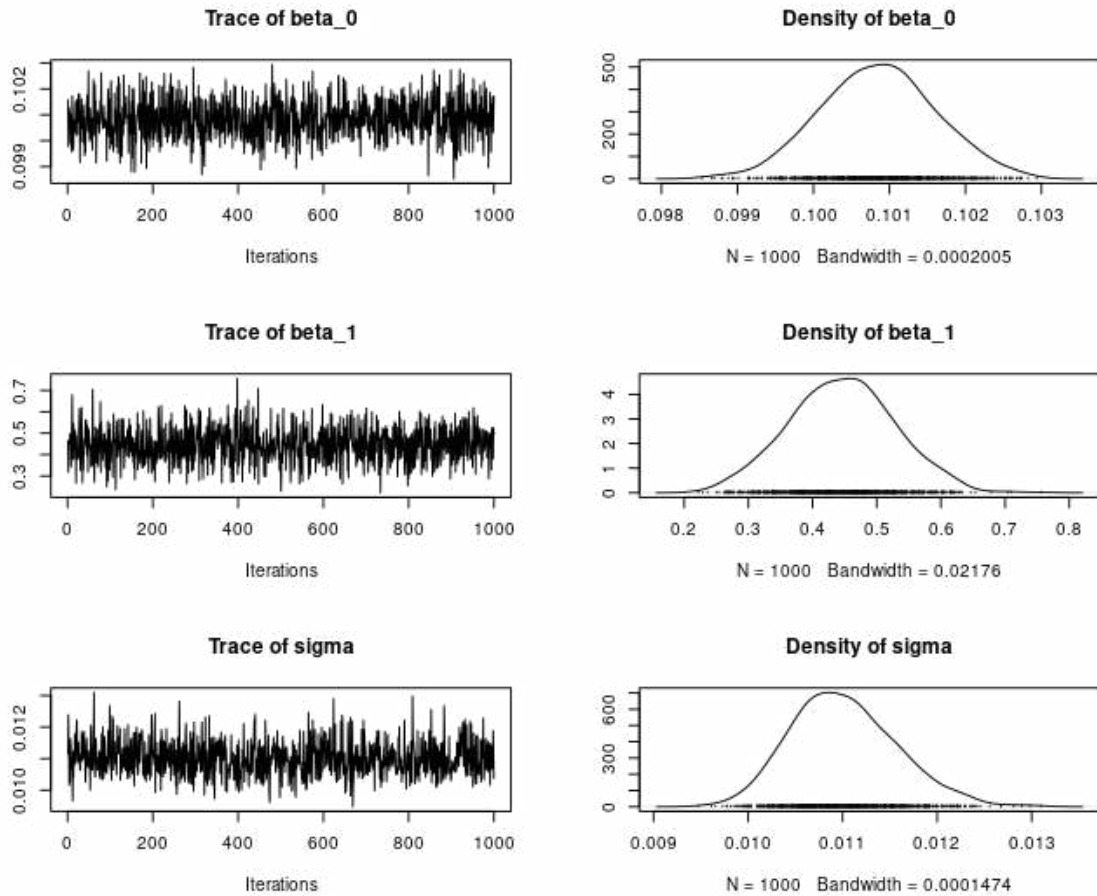 Trace of beta_0
0.099 0.102
0 200 400 600 800 1000
Iterations
Density of beta_0
0 200 500
0.098 0.099 0.100 0.101 0.102 0.103
N = 1000 Bandwidth = 0.0002005
Trace of beta_1
0.3 0.5 0.7
0 200 400 600 800 1000
Iterations
Density of beta_1
0 1 2 3 4
0.2 0.3 0.4 0.5 0.6 0.7 0.8
N = 1000 Bandwidth = 0.02176
Trace of sigma
0.010 0.012
0 200 400 600 800 1000
Iterations
Density of sigma
0 300 600
0.009 0.010 0.011 0.012 0.013
N = 1000 Bandwidth = 0.0001474